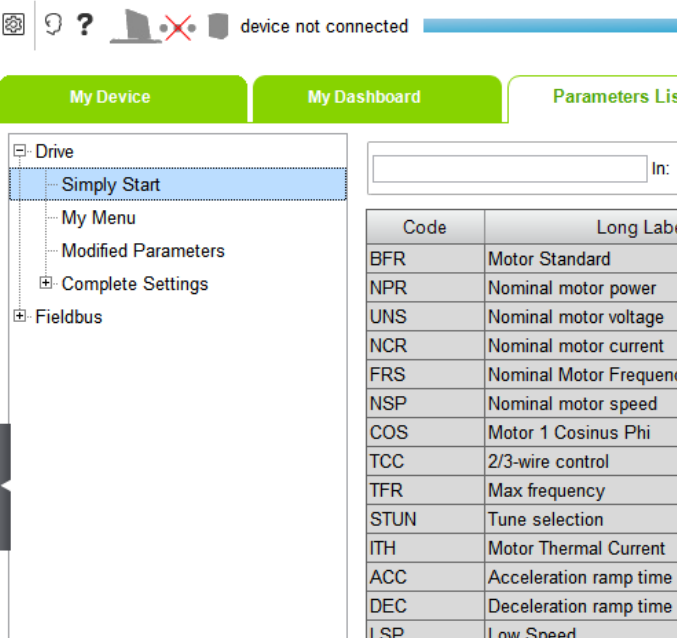 ? device not connected
My Device My Dashboard Parameters Lis
Drive
Simply Start
My Menu
Modified Parameters
Complete Settings
Fieldbus
In:
Code Long Labe
BFR Motor Standard
NPR Nominal motor power
UNS Nominal motor voltage
NCR Nominal motor current
FRS Nominal Motor Frequenc
NSP Nominal motor speed
COS Motor 1 Cosinus Phi
TCC 2/3-wire control
TFR Max frequency
STUN Tune selection
ITH Motor Thermal Current
ACC Acceleration ramp time
DEC Deceleration ramp time
LSP Low Speed